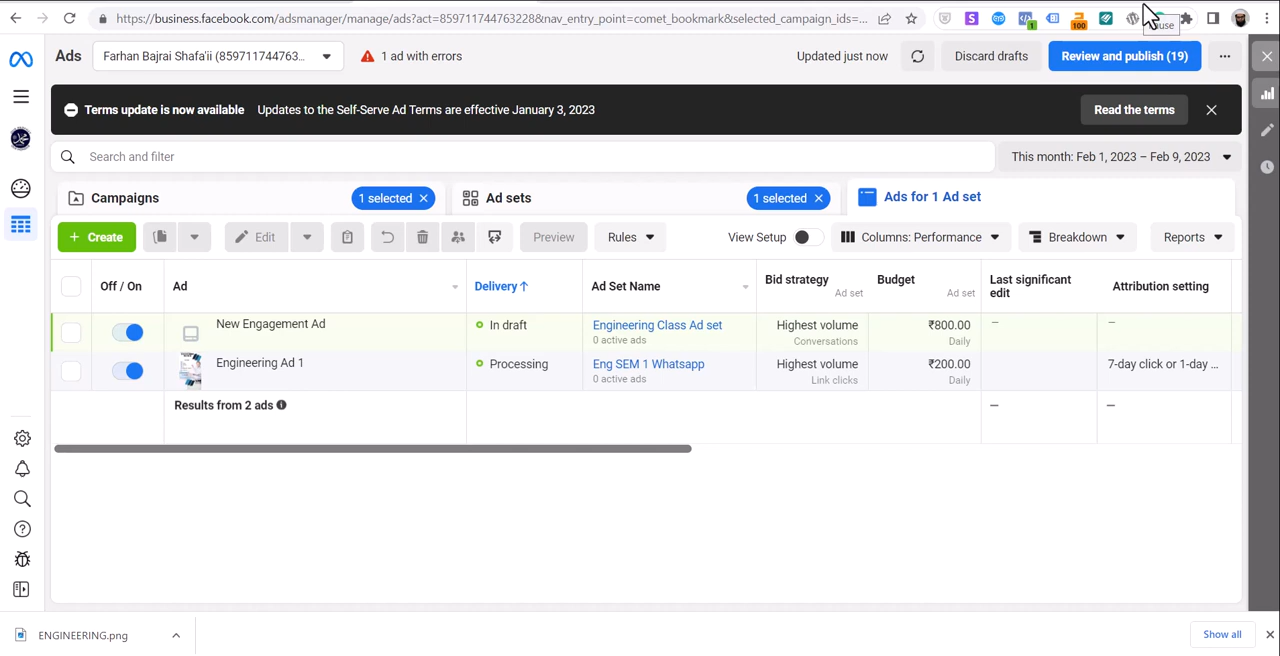 https://business.facebook.com/adsmanager/manage/ads?act=859711744763228&nav_entry_point=comet_bookmark&selected_campaign_ids=...
1
100
Ads
Farhan Bajrai Shafa'ii (859711744763...
1 ad with errors
Updated just now
Discard drafts
Review and publish (19)
Terms update is now available
Updates to the Self-Serve Ad Terms are effective January 3, 2023
Read the terms
Search and filter
This month: Feb 1, 2023 – Feb 9, 2023
Campaigns
1 selected
Ad sets
1 selected
Ads for 1 Ad set
+ Create
Edit
Preview
Rules
View Setup
Columns: Performance
Breakdown
Reports
Off / On
Ad
Delivery ↑
Ad Set Name
Bid strategy
Ad set
Budget
Ad set
Last significant
edit
Attribution setting
New Engagement Ad
In draft
Engineering Class Ad set
0 active ads
Highest volume
Conversations
₹800.00
Daily
—
—
Engineering Ad 1
Processing
Eng SEM 1 Whatsapp
0 active ads
Highest volume
Link clicks
₹200.00
Daily
7-day click or 1-day ...
Results from 2 ads
—
—
ENGINEERING.png
Show all